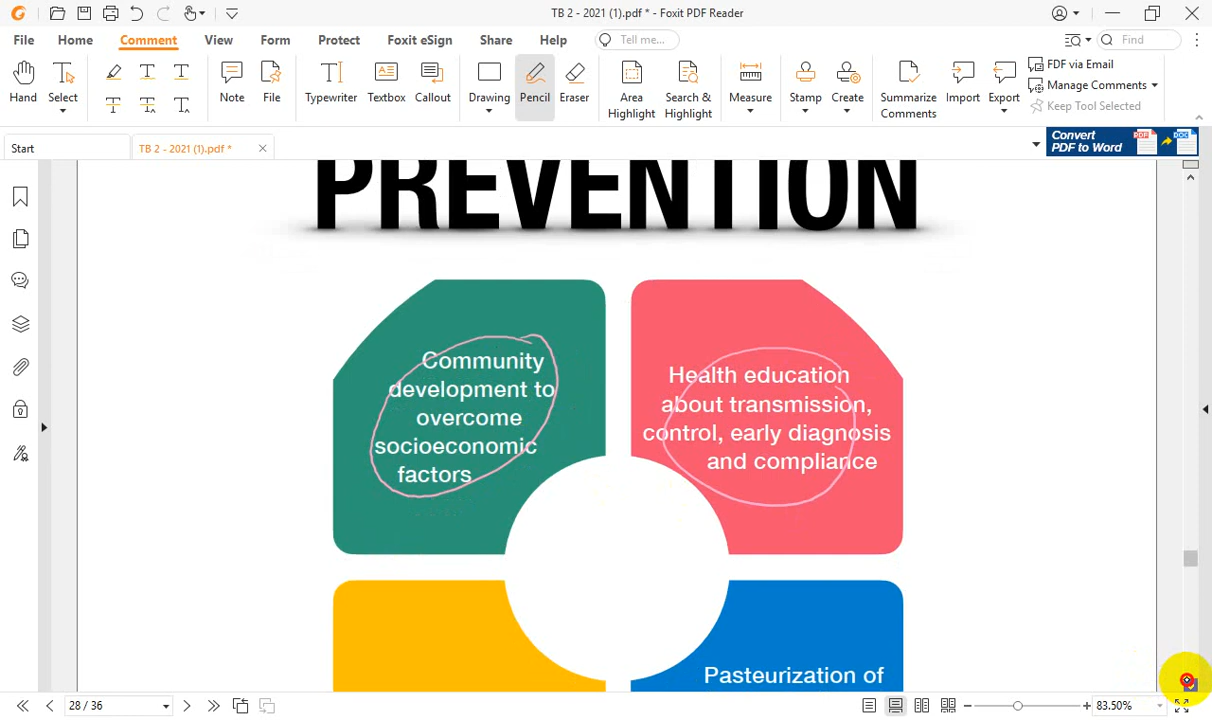 TB 2 - 2021 (1).pdf * - Foxit PDF Reader
File Home Comment View Form Protect Foxit eSign Share Help Tell me... Find
Hand Select Note File Typewriter Textbox Callout Drawing Pencil Eraser Area Highlight Search & Highlight Measure Stamp Create Summarize Comments Import Export
FDF via Email
Manage Comments
Keep Tool Selected
Start TB 2 - 2021 (1).pdf *
Convert
PDF to Word
PREVENTION
Community
development to
overcome
socioeconomic
factors
Health education
about transmission,
control, early diagnosis
and compliance
Pasteurization of
28 / 36 83.50%